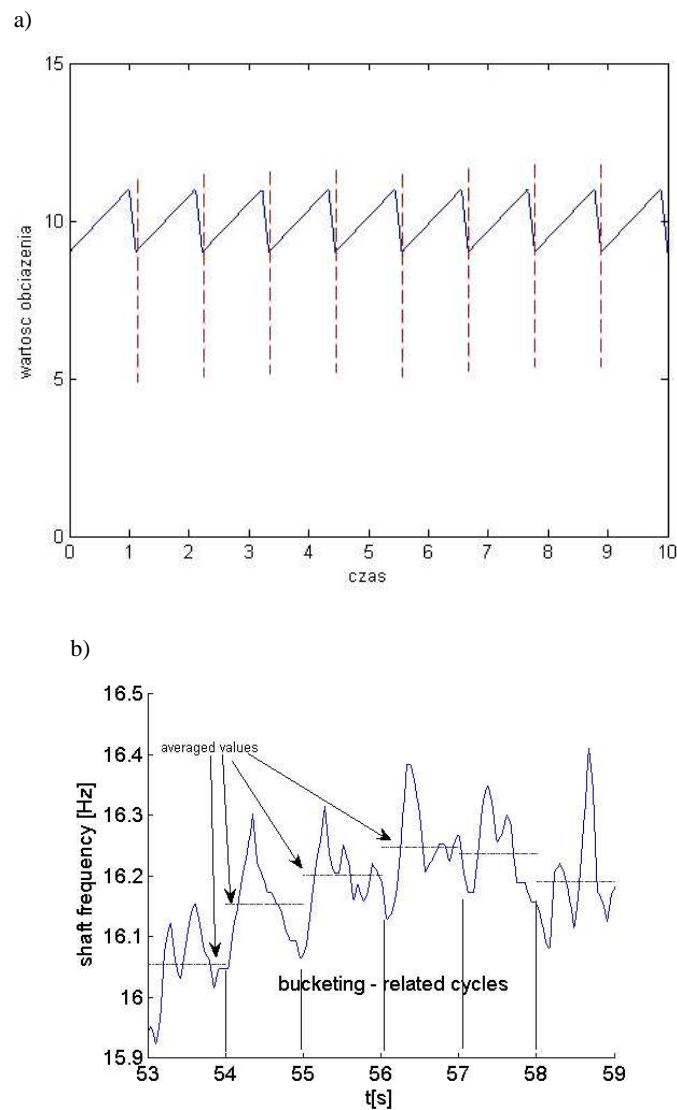 a)
15
10
5
0
wartosc obciazenia
0 1 2 3 4 5 6 7 8 9 10
czas
b)
16.5
16.4
16.3
16.2
16.1
16
15.9
shaft frequency [Hz]
averaged values
bucketing - related cycles
53 54 55 56 57 58 59
t[s]